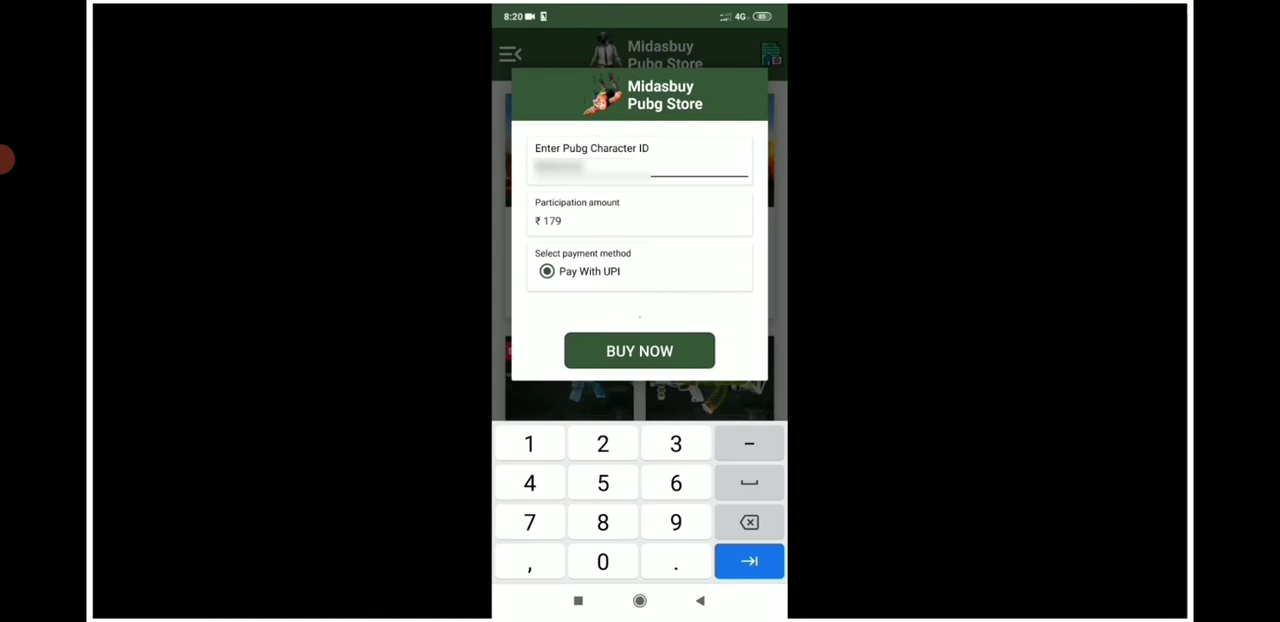 8:20
4G
85
Midasbuy
Pubg Store
Midasbuy
Pubg Store
Enter Pubg Character ID
Participation amount
₹ 179
Select payment method
Pay With UPI
BUY NOW
1 2 3 -
4 5 6
7 8 9
, 0 .